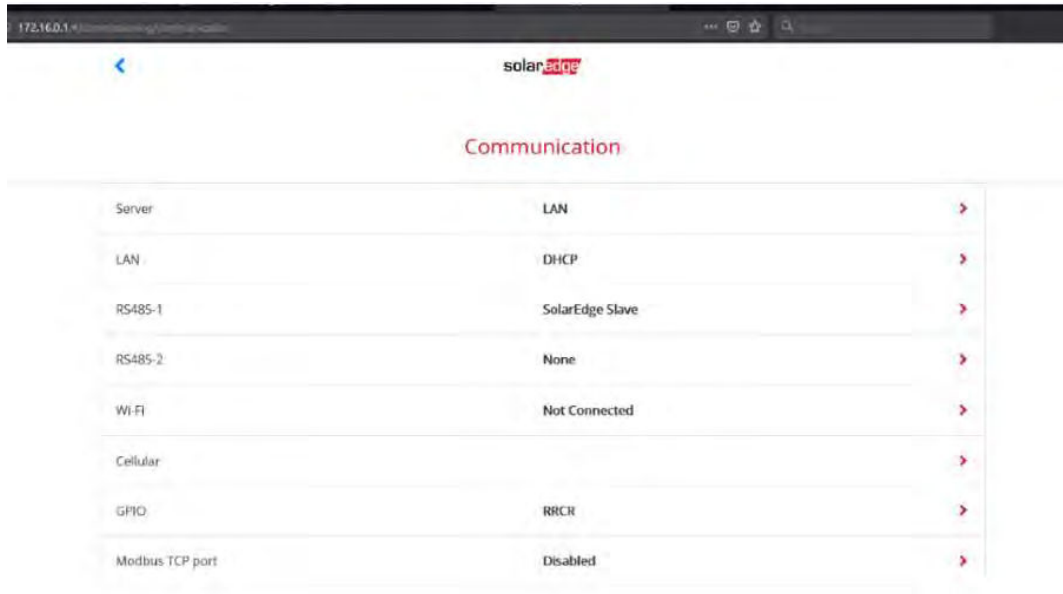 172.16.0.1
solaredge
Communication
Server LAN
LAN DHCP
RS485-1 SolarEdge Slave
RS485-2 None
Wi-Fi Not Connected
Cellular
GPIO RRCR
Modbus TCP port Disabled